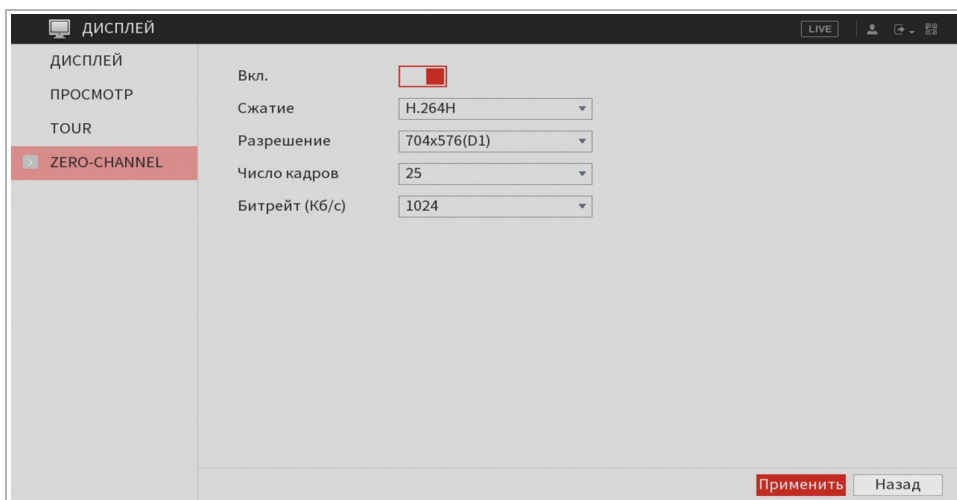 ДИСПЛЕЙ
LIVE
ДИСПЛЕЙ
ПРОСМОТР
TOUR
ZERO-CHANNEL
Вкл.
Сжатие
H.264H
Разрешение
704x576(D1)
Число кадров
25
Битрейт (Кб/с)
1024
Применить
Назад